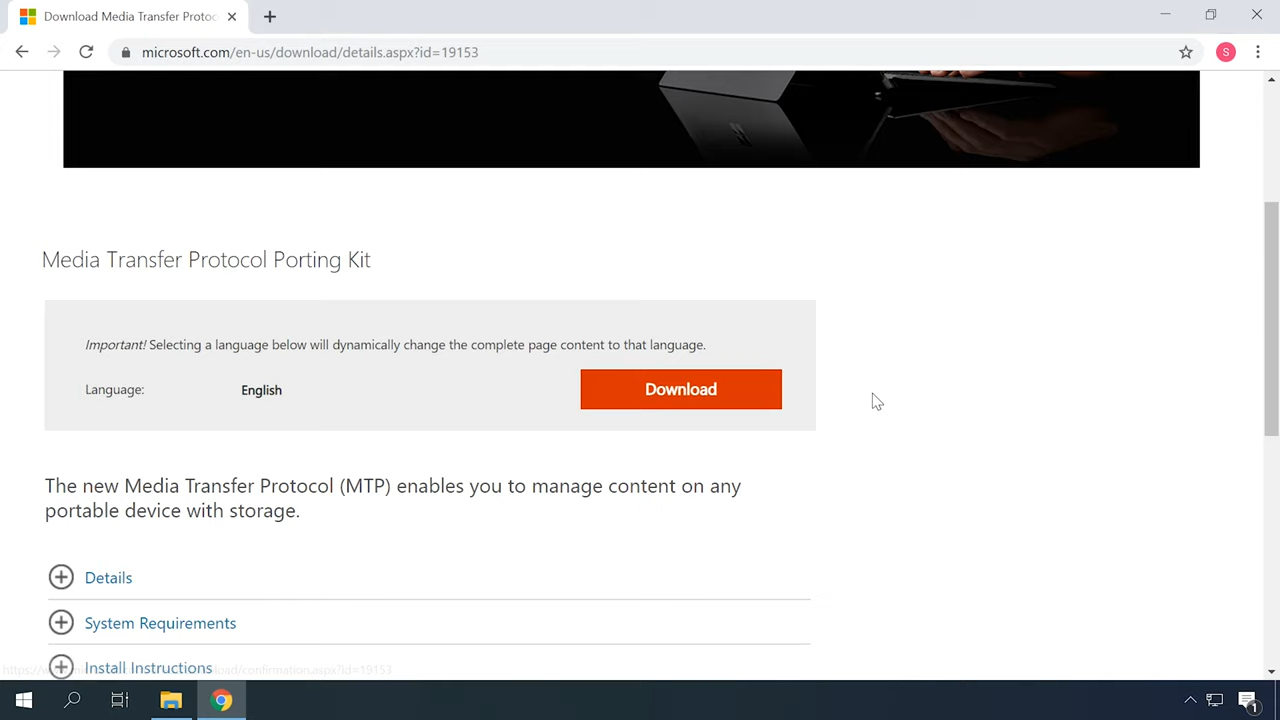 Download Media Transfer Protoc
microsoft.com/en-us/download/details.aspx?id=19153
S
Media Transfer Protocol Porting Kit
Important! Selecting a language below will dynamically change the complete page content to that language.
Language:
English
Download
The new Media Transfer Protocol (MTP) enables you to manage content on any
portable device with storage.
Details
System Requirements
Install Instructions
1